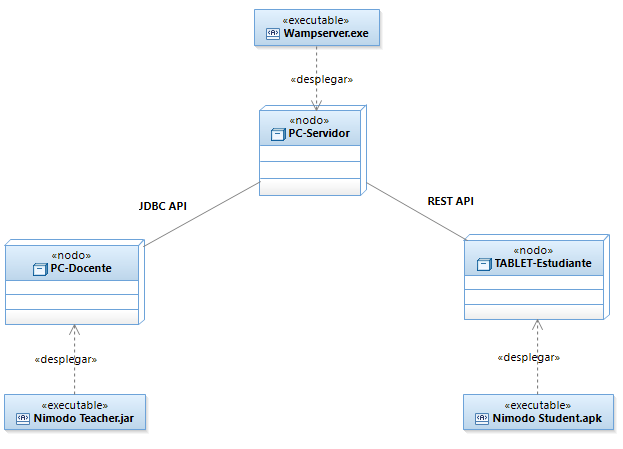 «executable»
Wampserver.exe
«desplegar»
«nodo»
PC-Servidor
JDBC API
REST API
«nodo»
PC-Docente
«nodo»
TABLET-Estudiante
«desplegar»
«desplegar»
«executable»
Nimodo Teacher.jar
«executable»
Nimodo Student.apk